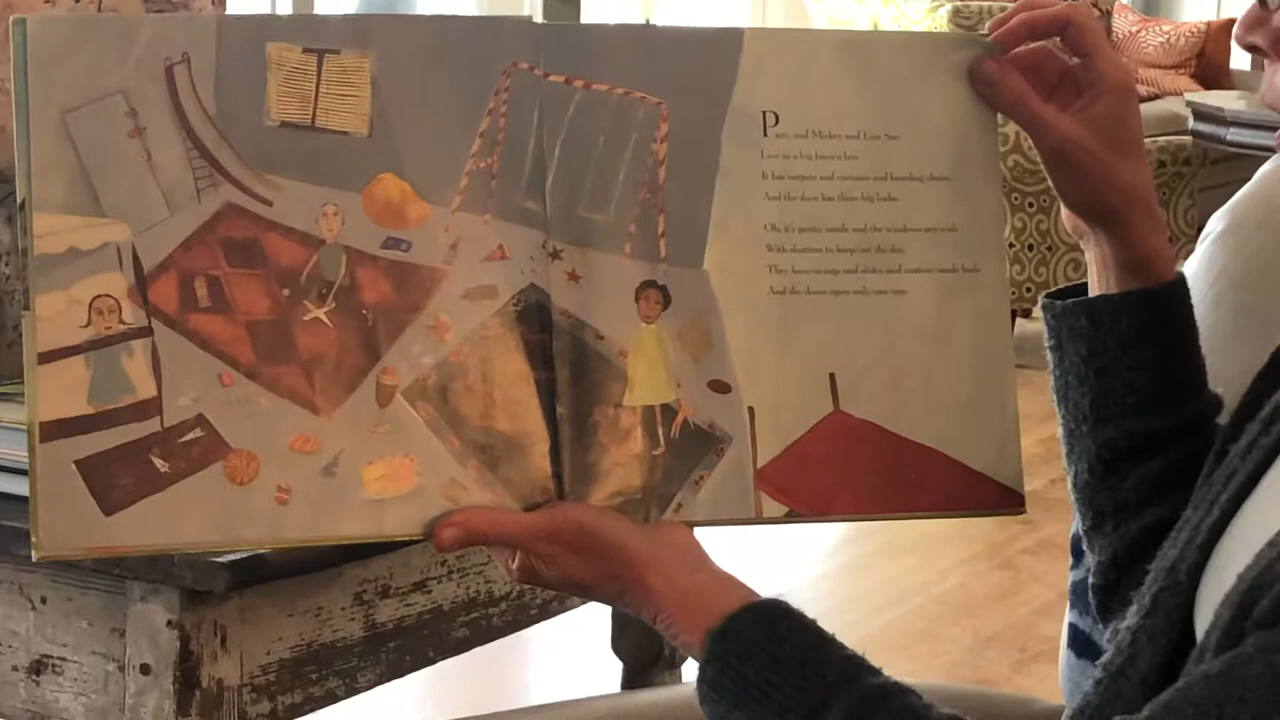 Patty and Mickey and Liza Sue
Live in a big brown box
It has carpets and curtains and beanbag chairs
And the door has three big locks.
Oh, it's pretty inside and the windows are wide
With shutters to keep out the day.
They have swings and slides and custom-made beds
And the doors open only one way.